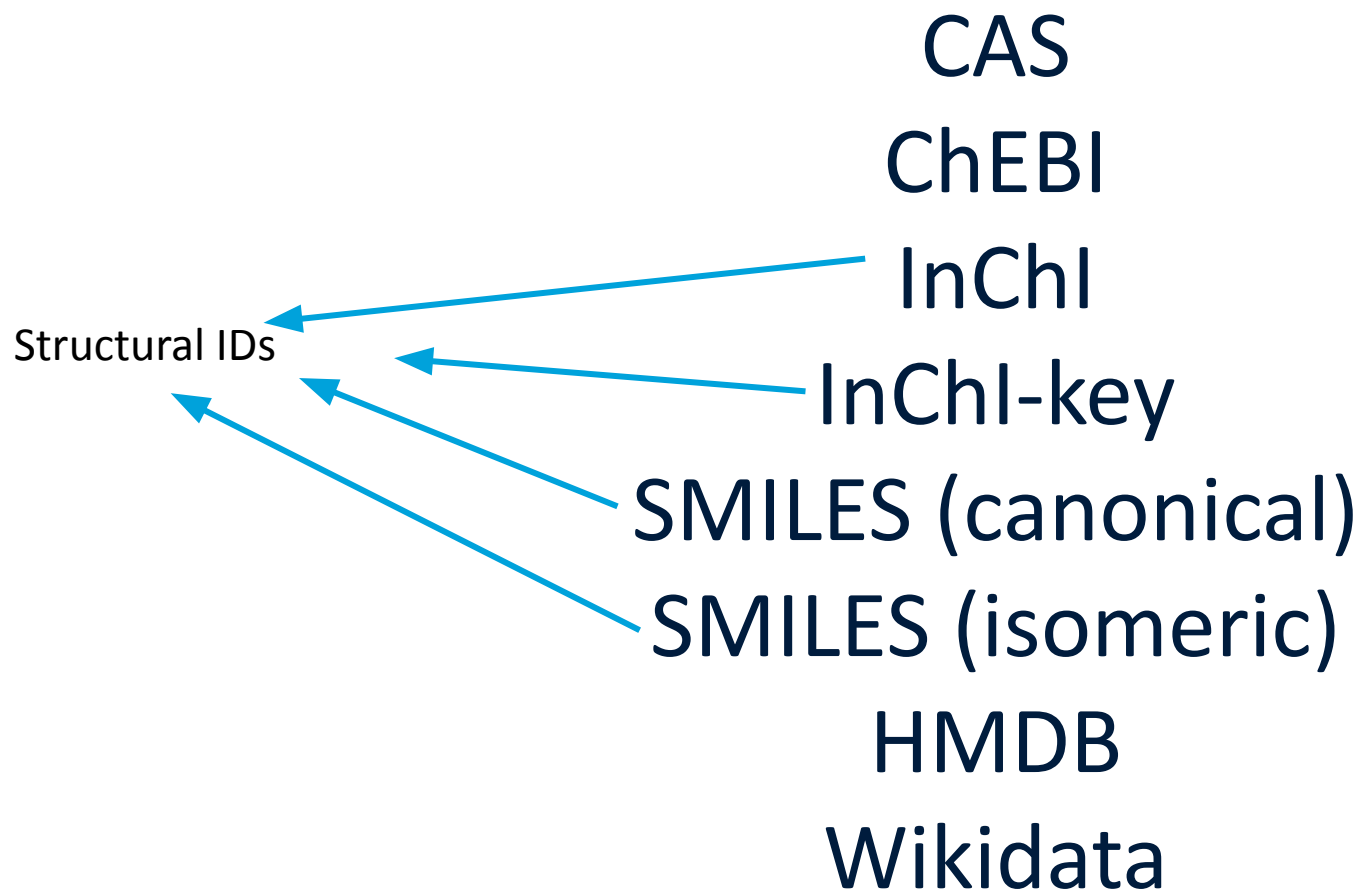 CAS
ChEBI
InChI
Structural IDs
InChI-key
SMILES (canonical)
SMILES (isomeric)
HMDB
Wikidata